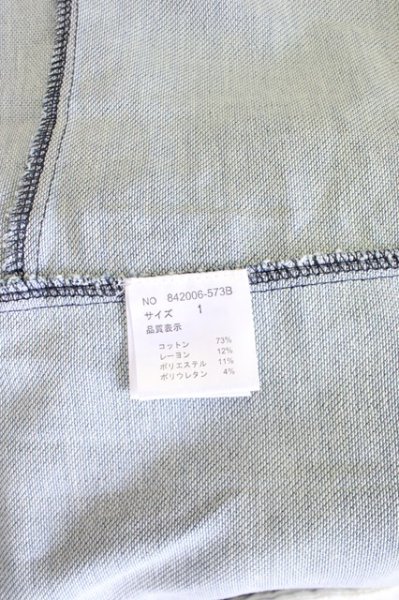 NO 842006-573B
サイズ 1
品質表示
コットン 73%
レーヨン 12%
ポリエステル 11%
ポリウレタン 4%